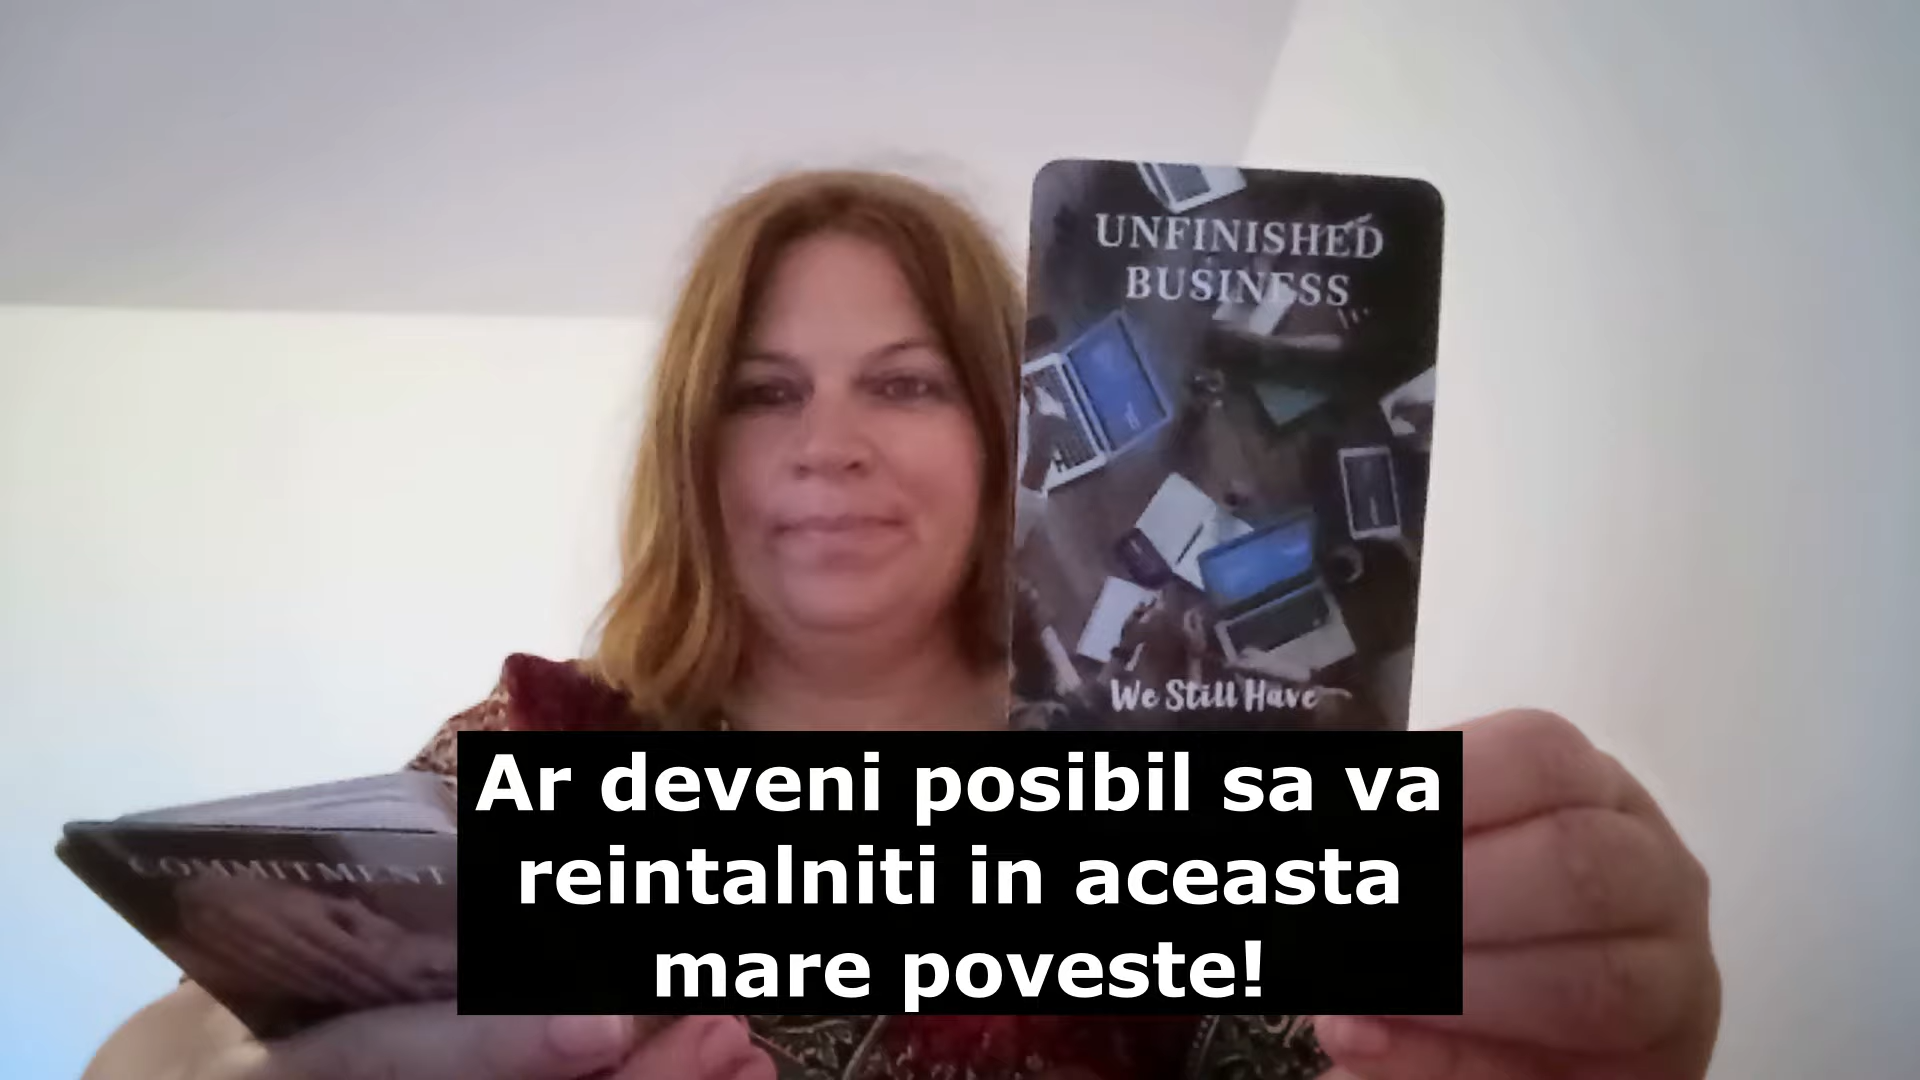 UNFINISHED
BUSINESS
We Still Have
COMMITMENT
Ar deveni posibil sa va
reintalniti in aceasta
mare poveste!